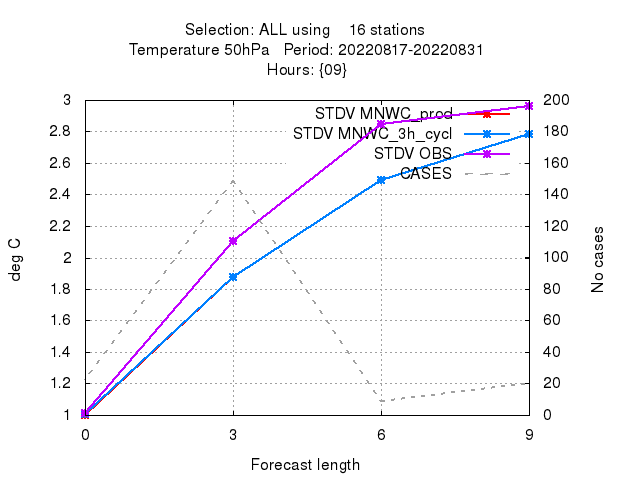 Selection: ALL using 16 stations
Temperature 50hPa Period: 20220817-20220831
Hours: {09}
3
2.8
2.6
2.4
2.2
2
1.8
1.6
1.4
1.2
1
200
180
160
140
120
100
80
60
40
20
0
STDV MNWC_prod
STDV MNWC_3h_cycl
STDV OBS
CASES
deg C
No cases
0 3 6 9
Forecast length